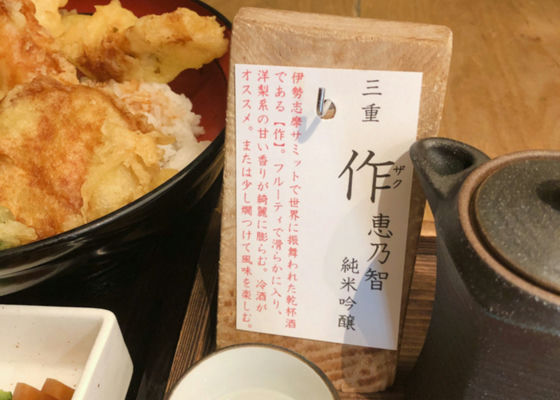 三重
作
ザク
恵乃智
純米吟醸
伊勢志摩サミットで世界に振舞われた乾杯酒
である【作】。フルーティで滑らかに入り、
洋梨系の甘い香りが綺麗に膨らむ。冷酒が
オススメ。または少し燗つけて風味を楽しむ。